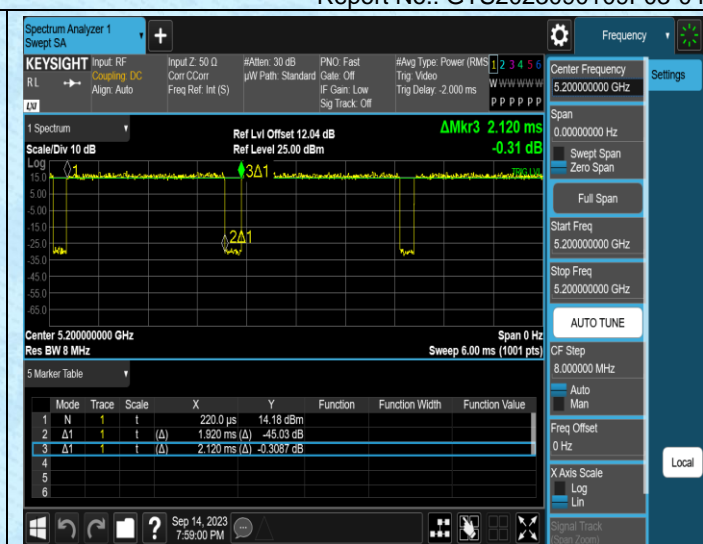 Spectrum Analyzer 1
Swept SA
Frequency
KEYSIGHT
RL
LXI
Input: RF
Coupling: DC
Align: Auto
Input Z: 50 Ω
Corr CCorr
Freq Ref: Int (S)
#Atten: 30 dB
µW Path: Standard
PNO: Fast
Gate: Off
IF Gain: Low
Sig Track: Off
#Avg Type: Power (RMS
Trig: Video
Trig Delay: -2.000 ms
1 2 3 4 5 6
W W W W W W
P P P P P P
Center Frequency
5.200000000 GHz
Settings
Span
0.00000000 Hz
Swept Span
Zero Span
Full Span
Start Freq
5.200000000 GHz
Stop Freq
5.200000000 GHz
AUTO TUNE
CF Step
8.000000 MHz
Auto
Man
Freq Offset
0 Hz
X Axis Scale
Log
Lin
Signal Track
(Span Zoom)
Local
1 Spectrum
Scale/Div 10 dB
Ref Lvl Offset 12.04 dB
Ref Level 25.00 dBm
ΔMkr3 2.120 ms
-0.31 dB
Log
15.0
5.00
-5.00
-15.0
-25.0
-35.0
-45.0
-55.0
-65.0
1
3Δ1
2Δ1
TRIG LVL
Center 5.200000000 GHz
Res BW 8 MHz
Span 0 Hz
Sweep 6.00 ms (1001 pts)
5 Marker Table
Mode Trace Scale X Y Function Function Width Function Value
1 N 1 t 220.0 µs 14.18 dBm
2 Δ1 1 t (Δ) 1.920 ms (Δ) -45.03 dB
3 Δ1 1 t (Δ) 2.120 ms (Δ) -0.3087 dB
4
5
6
Sep 14, 2023
7:59:00 PM